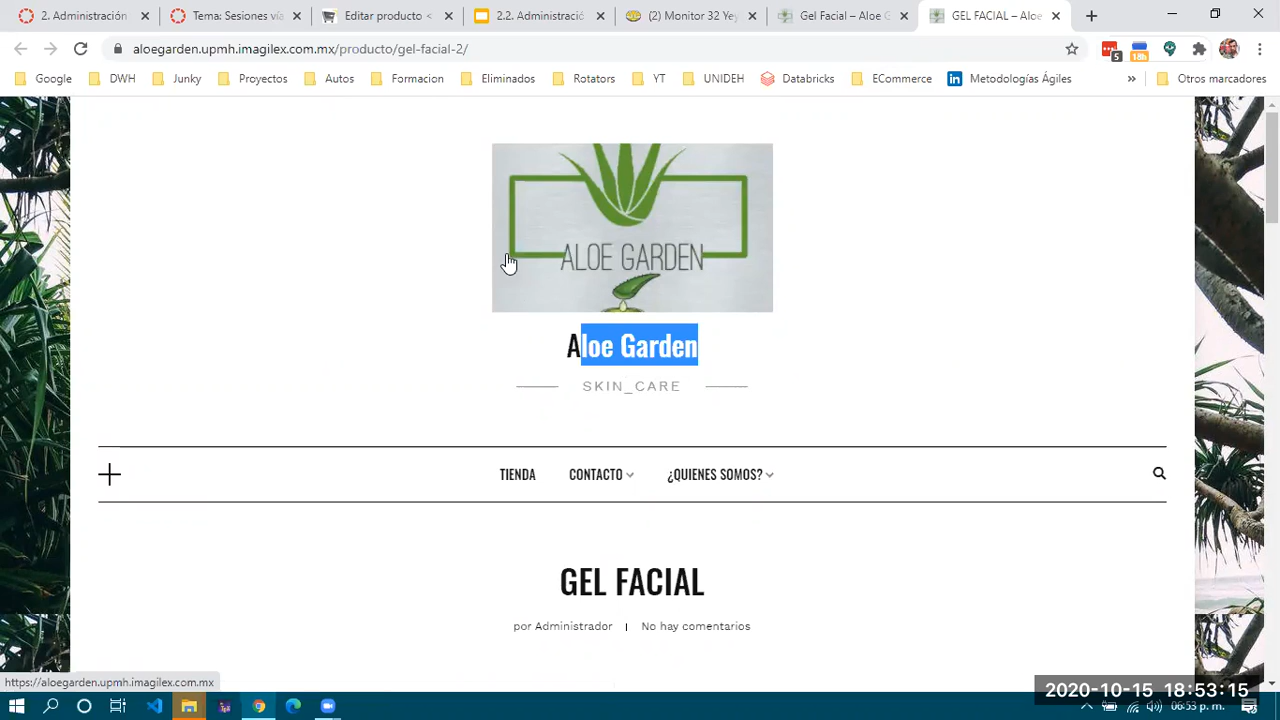 2. Administración
Tema: Sesiones vía
Editar producto <
2.2. Administració
(2) Monitor 32 Ye
Gel Facial – Aloe G
GEL FACIAL – Aloe
aloegarden.upmh.imagilex.com.mx/producto/gel-facial-2/
5
18h
Google
DWH
Junky
Proyectos
Autos
Formacion
Eliminados
Rotators
YT
UNIDEH
Databricks
ECommerce
Metodologías Ágiles
»
Otros marcadores
ALOE GARDEN
Aloe Garden
SKIN_CARE
TIENDA
CONTACTO
¿QUIENES SOMOS?
GEL FACIAL
por Administrador
No hay comentarios
https://aloegarden.upmh.imagilex.com.mx
2020-10-15 18:53:15
06:53 p. m.